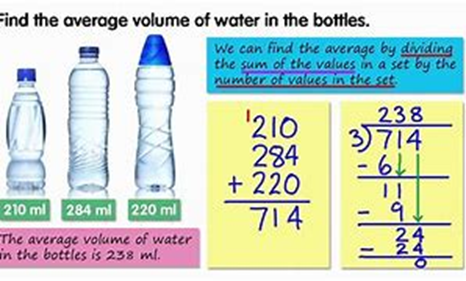 Find the average volume of water in the bottles.
We can find the average by dividing
the sum of the values in a set by the
number of values in the set.
210 ml
284 ml
220 ml
The average volume of water
in the bottles is 238 ml.
1
210
284
+ 220
714
238
3)714
- 6
11
- 9
24
- 24
0